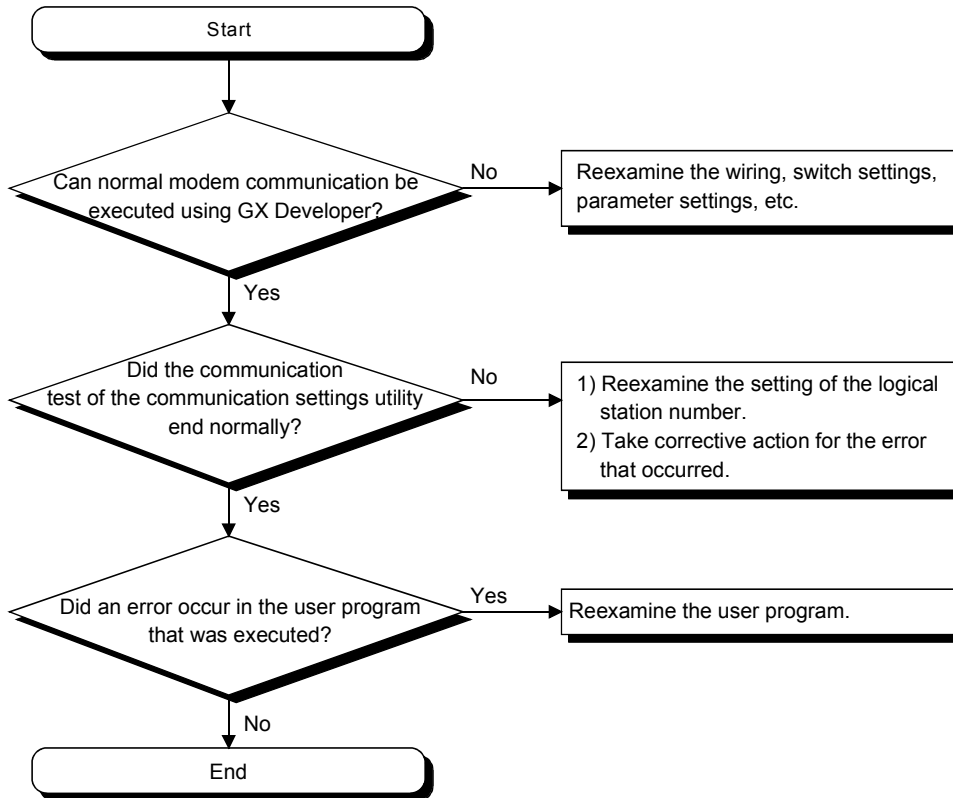 Start
Can normal modem communication be
executed using GX Developer?
No
Reexamine the wiring, switch settings,
parameter settings, etc.
Yes
Did the communication
test of the communication settings utility
end normally?
No
1) Reexamine the setting of the logical
station number.
2) Take corrective action for the error
that occurred.
Yes
Did an error occur in the user program
that was executed?
Yes
Reexamine the user program.
No
End